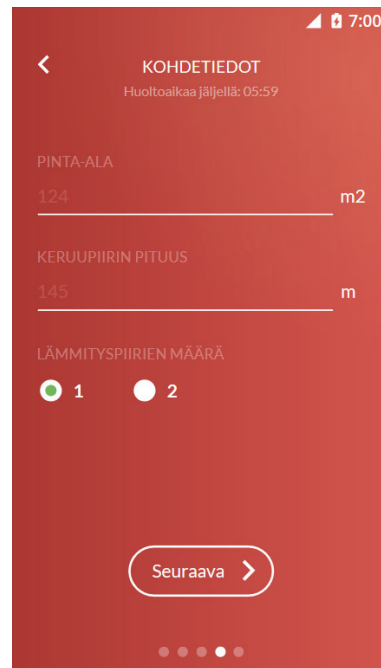 7:00
KOHDETIEDOT
Huoltoaikaa jäljellä: 05:59
PINTA-ALA
124 m2
KERUUPIIRIN PITUUS
145 m
LÄMMITYSPIIRIEN MÄÄRÄ
1 2
Seuraava